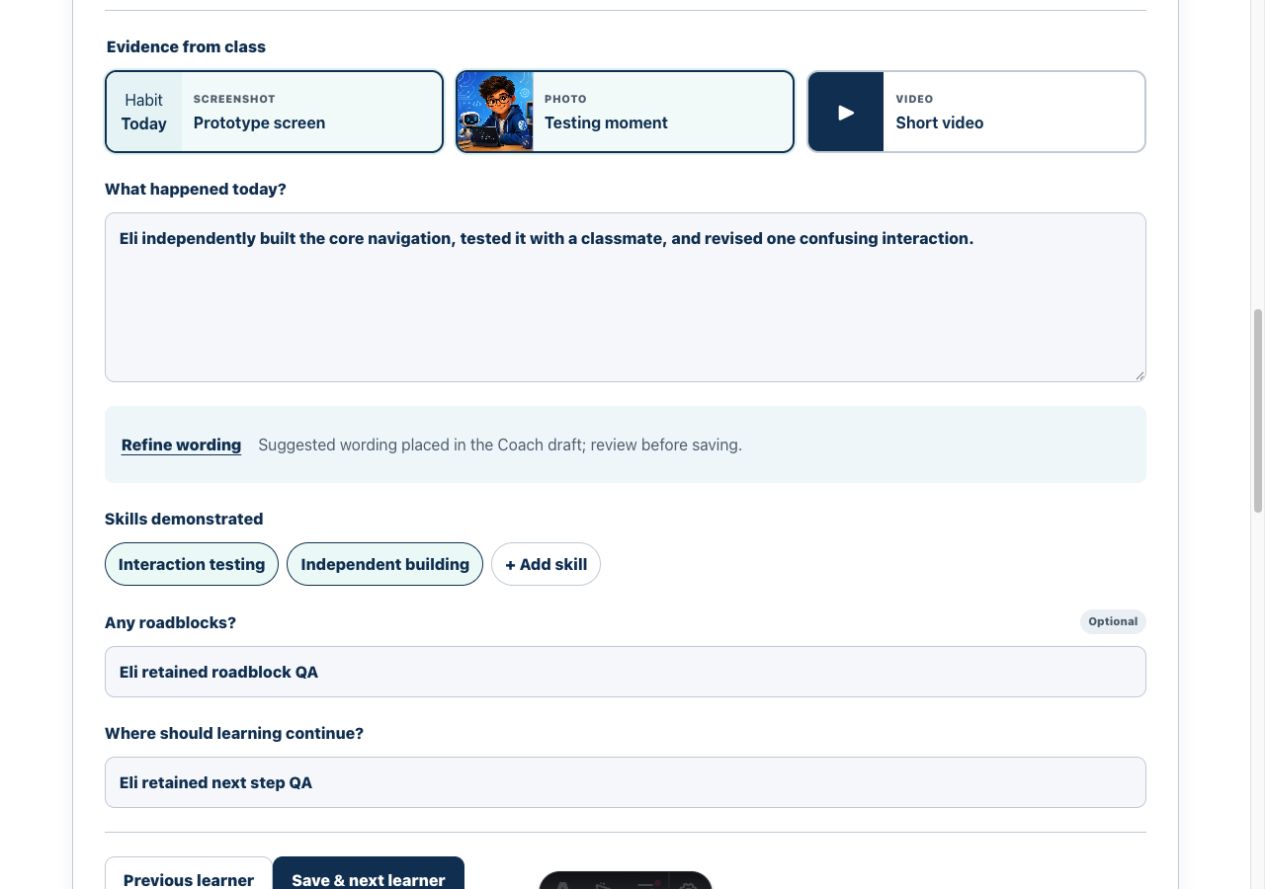 Evidence from class
Habit
Today
SCREENSHOT
Prototype screen
PHOTO
Testing moment
VIDEO
Short video
What happened today?
Eli independently built the core navigation, tested it with a classmate, and revised one confusing interaction.
Refine wording Suggested wording placed in the Coach draft; review before saving.
Skills demonstrated
Interaction testing Independent building + Add skill
Any roadblocks? Optional
Eli retained roadblock QA
Where should learning continue?
Eli retained next step QA
Previous learner Save & next learner